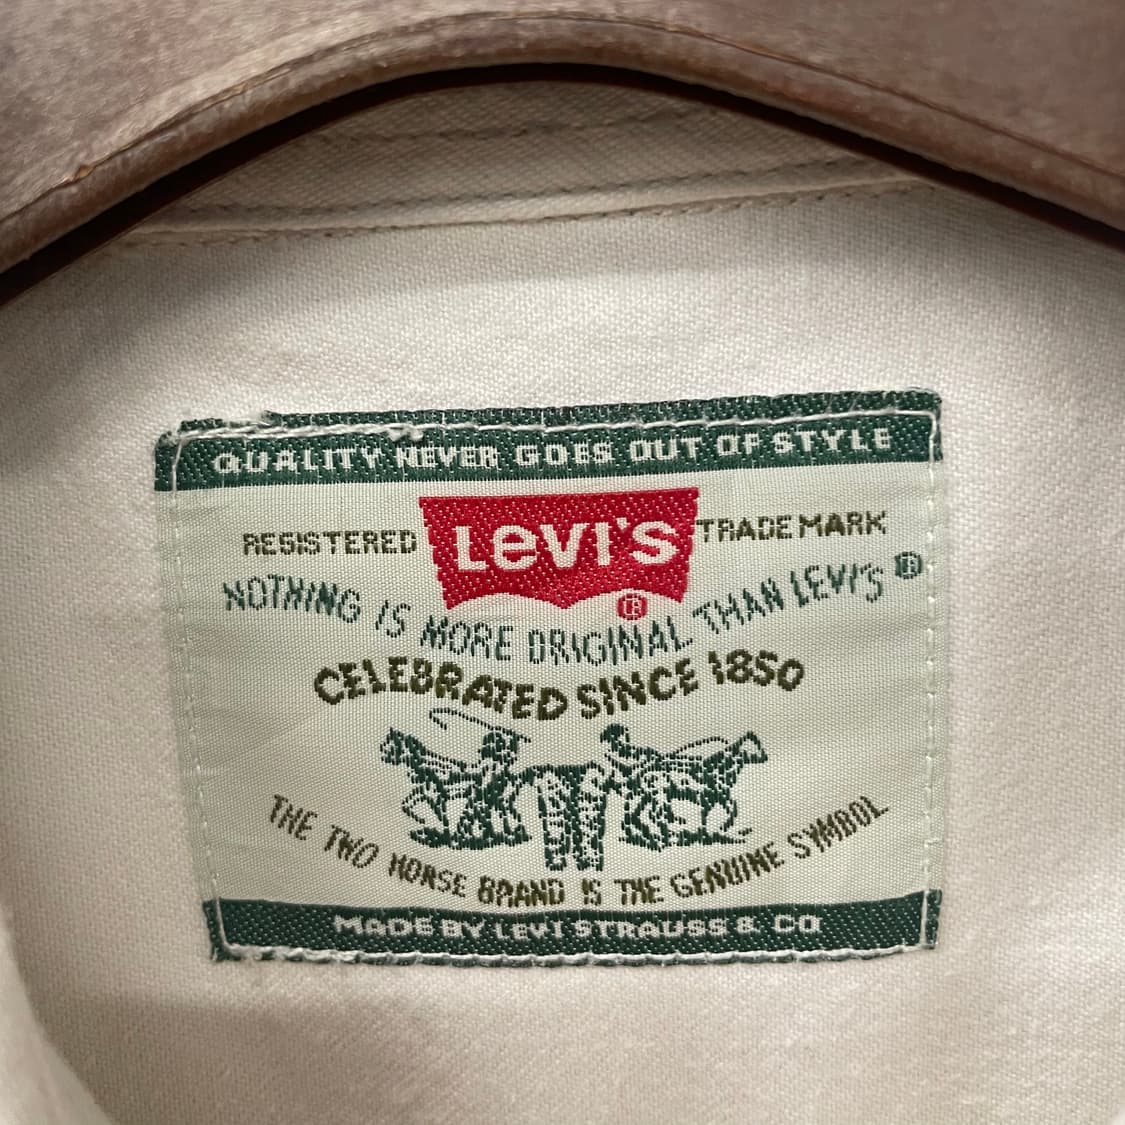 QUALITY NEVER GOES OUT OF STYLE
REGISTERED LEVI'S ® TRADE MARK
NOTHING IS MORE ORIGINAL THAN LEVI'S ®
CELEBRATED SINCE 1850
THE TWO HORSE BRAND IS THE GENUINE SYMBOL
MADE BY LEVI STRAUSS & CO